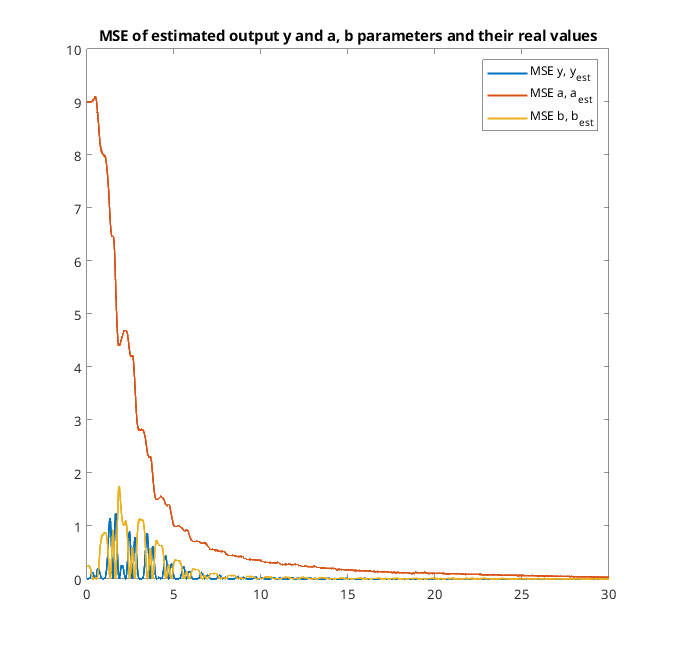 MSE of estimated output y and a, b parameters and their real values
10
9
8
7
6
5
4
3
2
1
0
0 5 10 15 20 25 30
MSE y, y_est
MSE a, a_est
MSE b, b_est